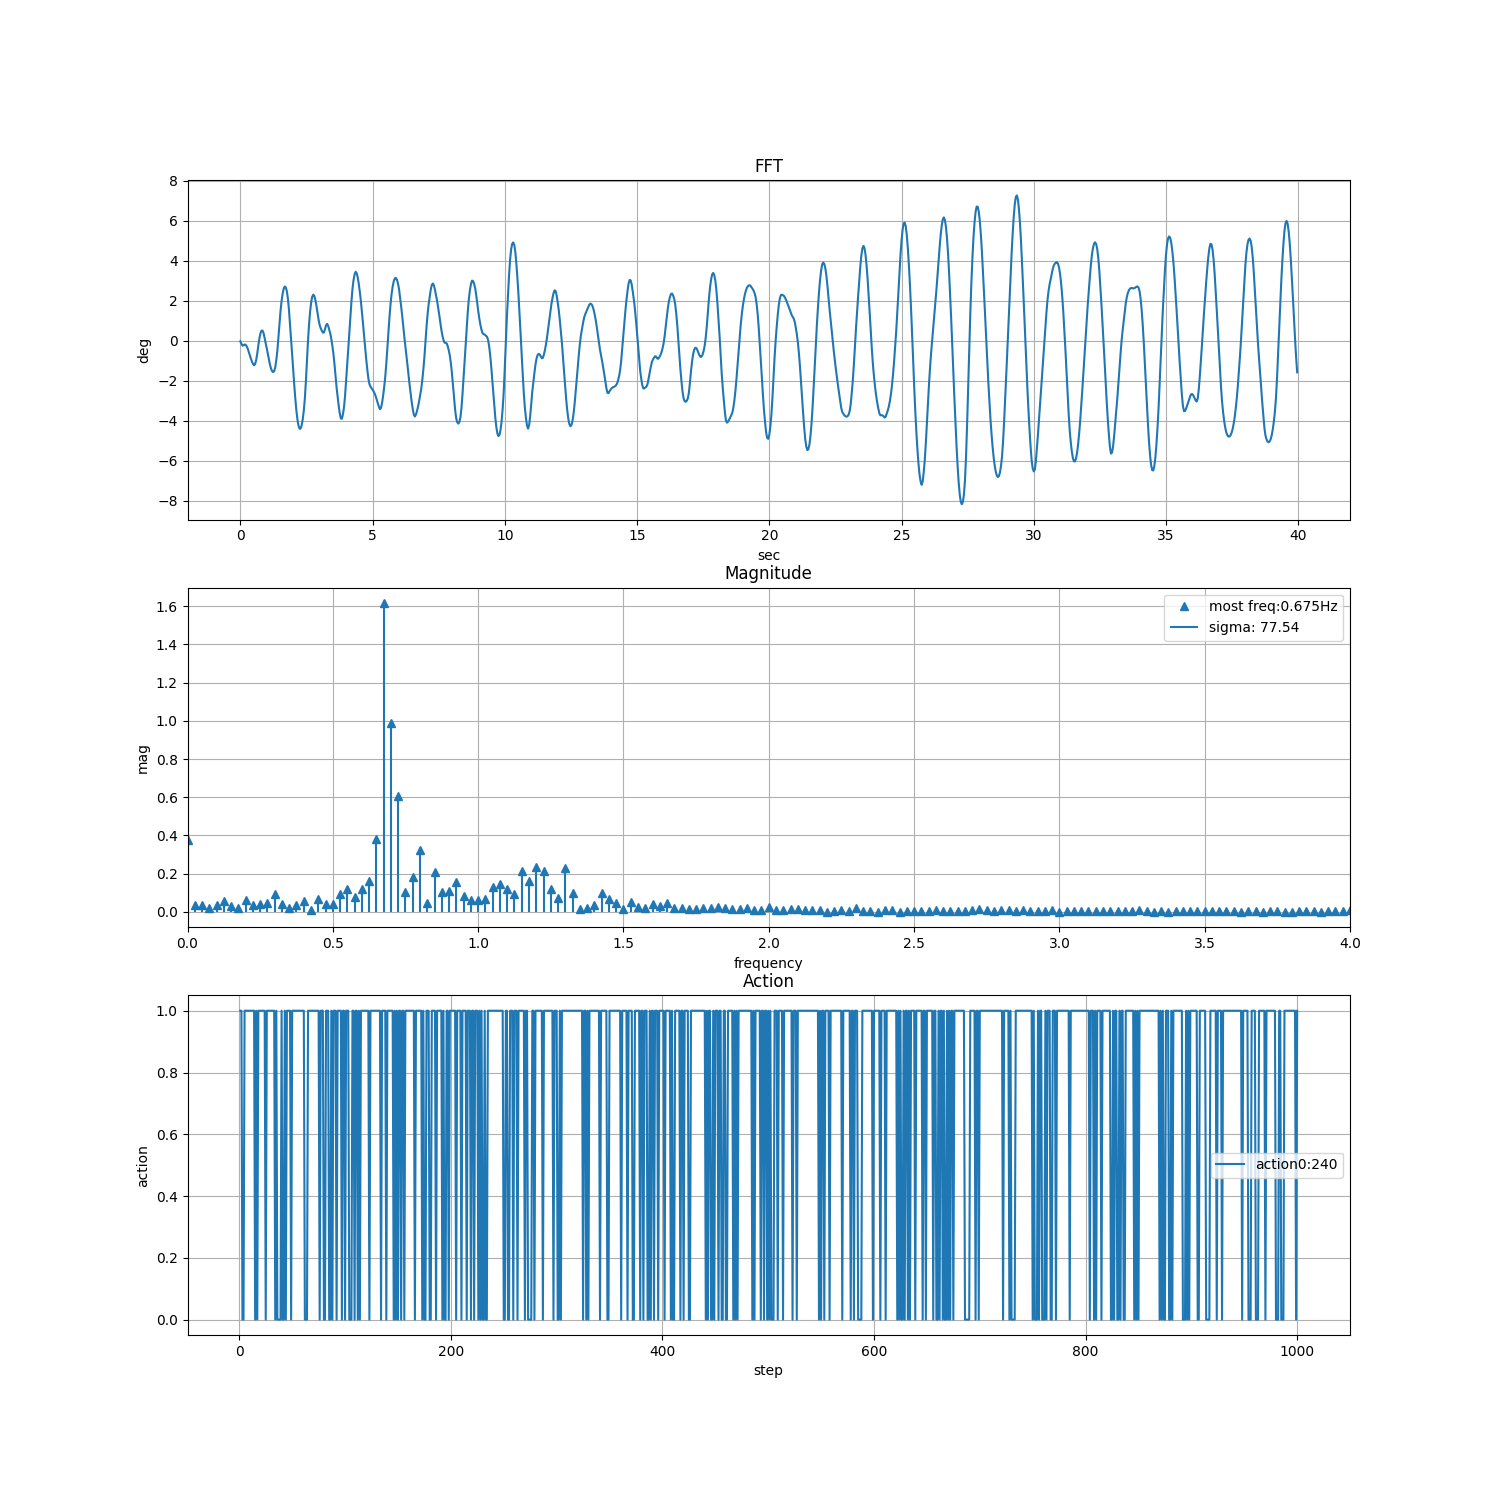 FFT
8
6
4
2
0
−2
−4
−6
−8
deg
0 5 10 15 20 25 30 35 40
sec
Magnitude
most freq:0.675Hz
sigma: 77.54
1.6
1.4
1.2
1.0
0.8
0.6
0.4
0.2
0.0
mag
0.0 0.5 1.0 1.5 2.0 2.5 3.0 3.5 4.0
frequency
Action
1.0
0.8
0.6
0.4
0.2
0.0
action
action0:240
0 200 400 600 800 1000
step